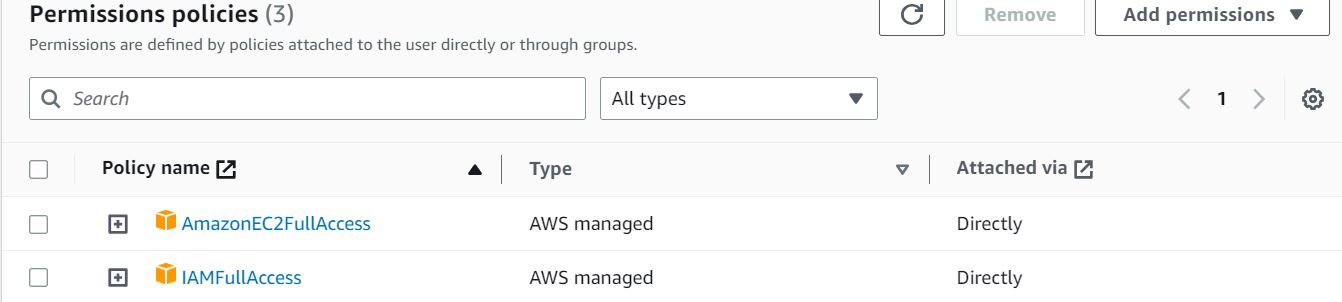 Permissions policies (3)
Remove
Add permissions
Permissions are defined by policies attached to the user directly or through groups.
Search
All types
1
Policy name
Type
Attached via
AmazonEC2FullAccess
AWS managed
Directly
IAMFullAccess
AWS managed
Directly